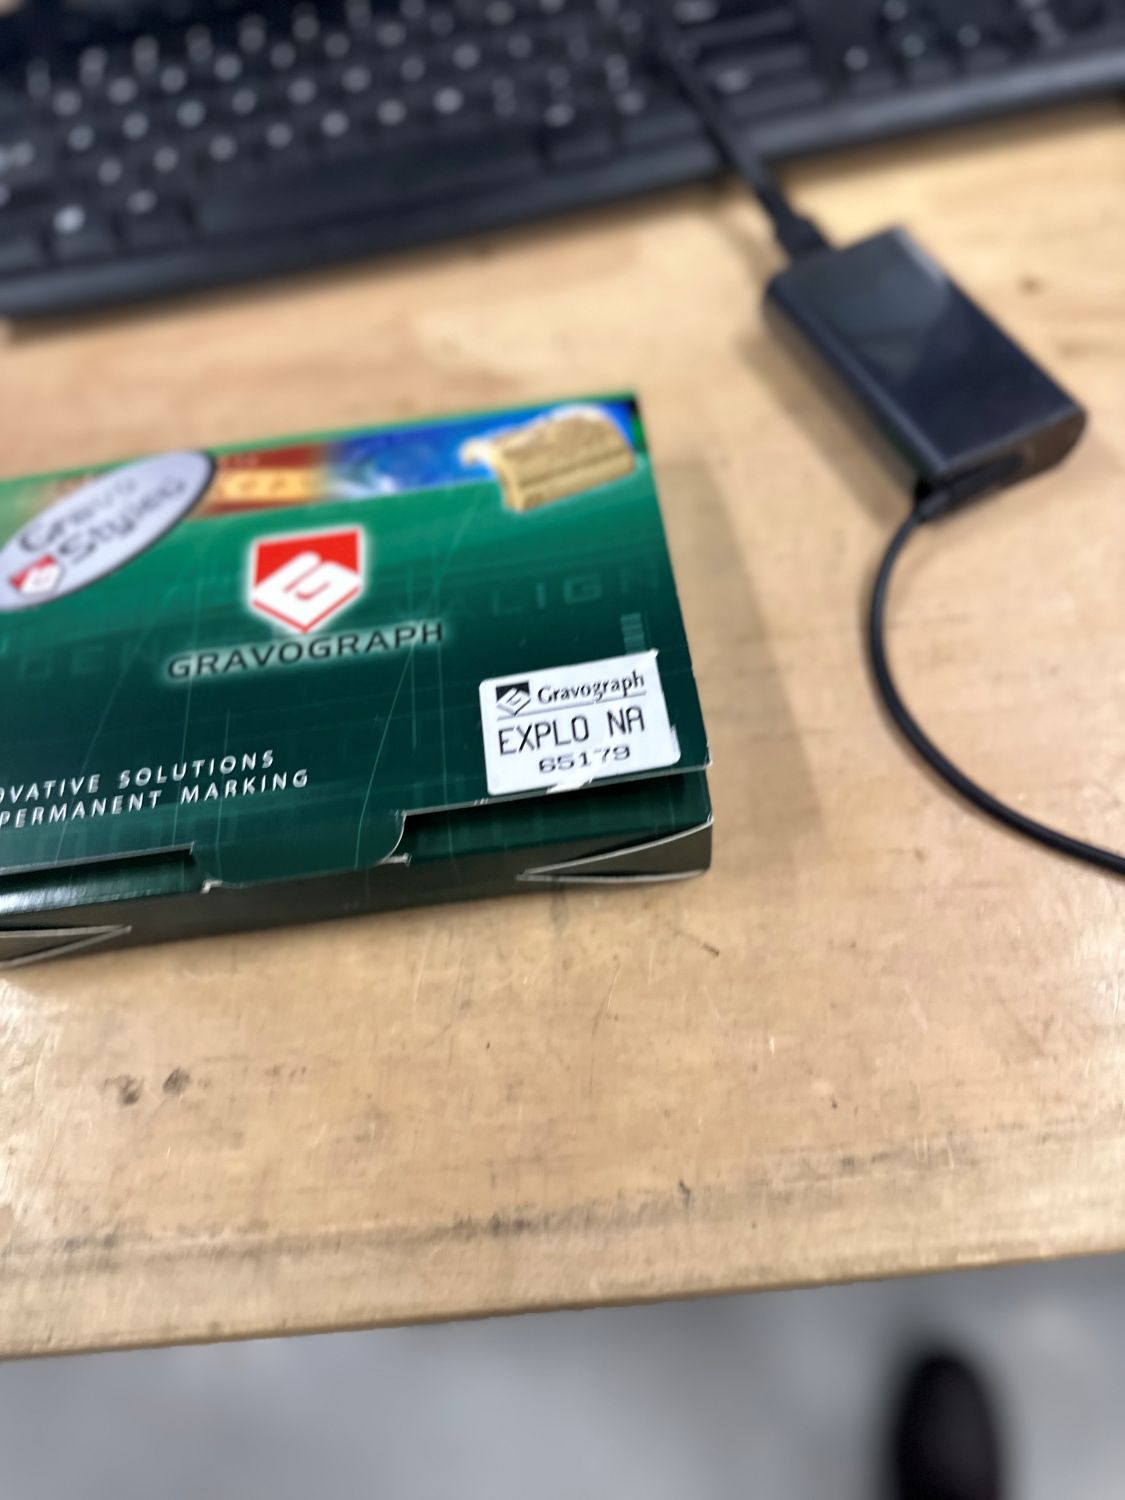 Gravo
Style
GRAVOGRAPH
Gravograph
EXPLO NA
65179
OVATIVE SOLUTIONS
PERMANENT MARKING